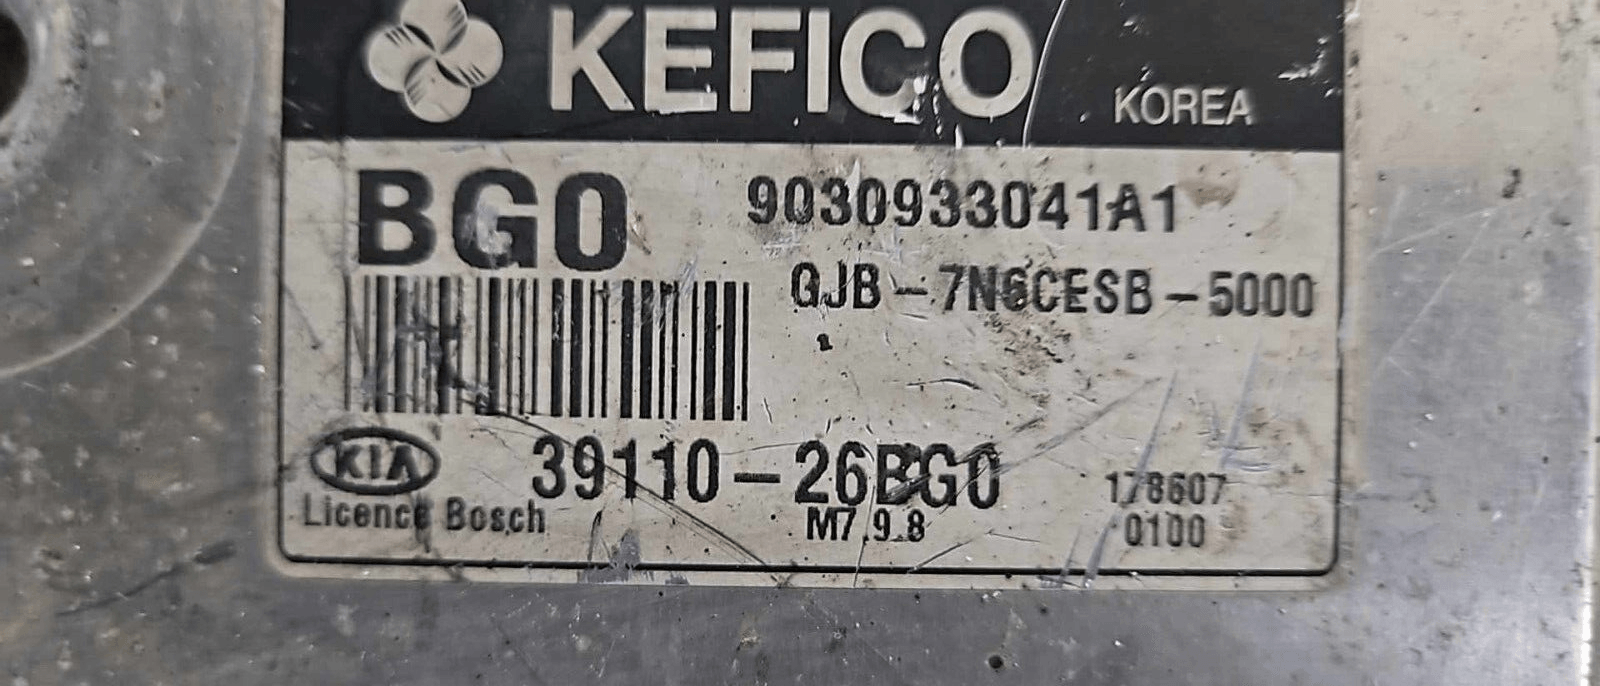 KEFICO
KOREA
BG0
9030933041A1
GJB-7N6CESB-5000
KIA
39110-26BG0
178607
Licence Bosch
M7.9.8
0100